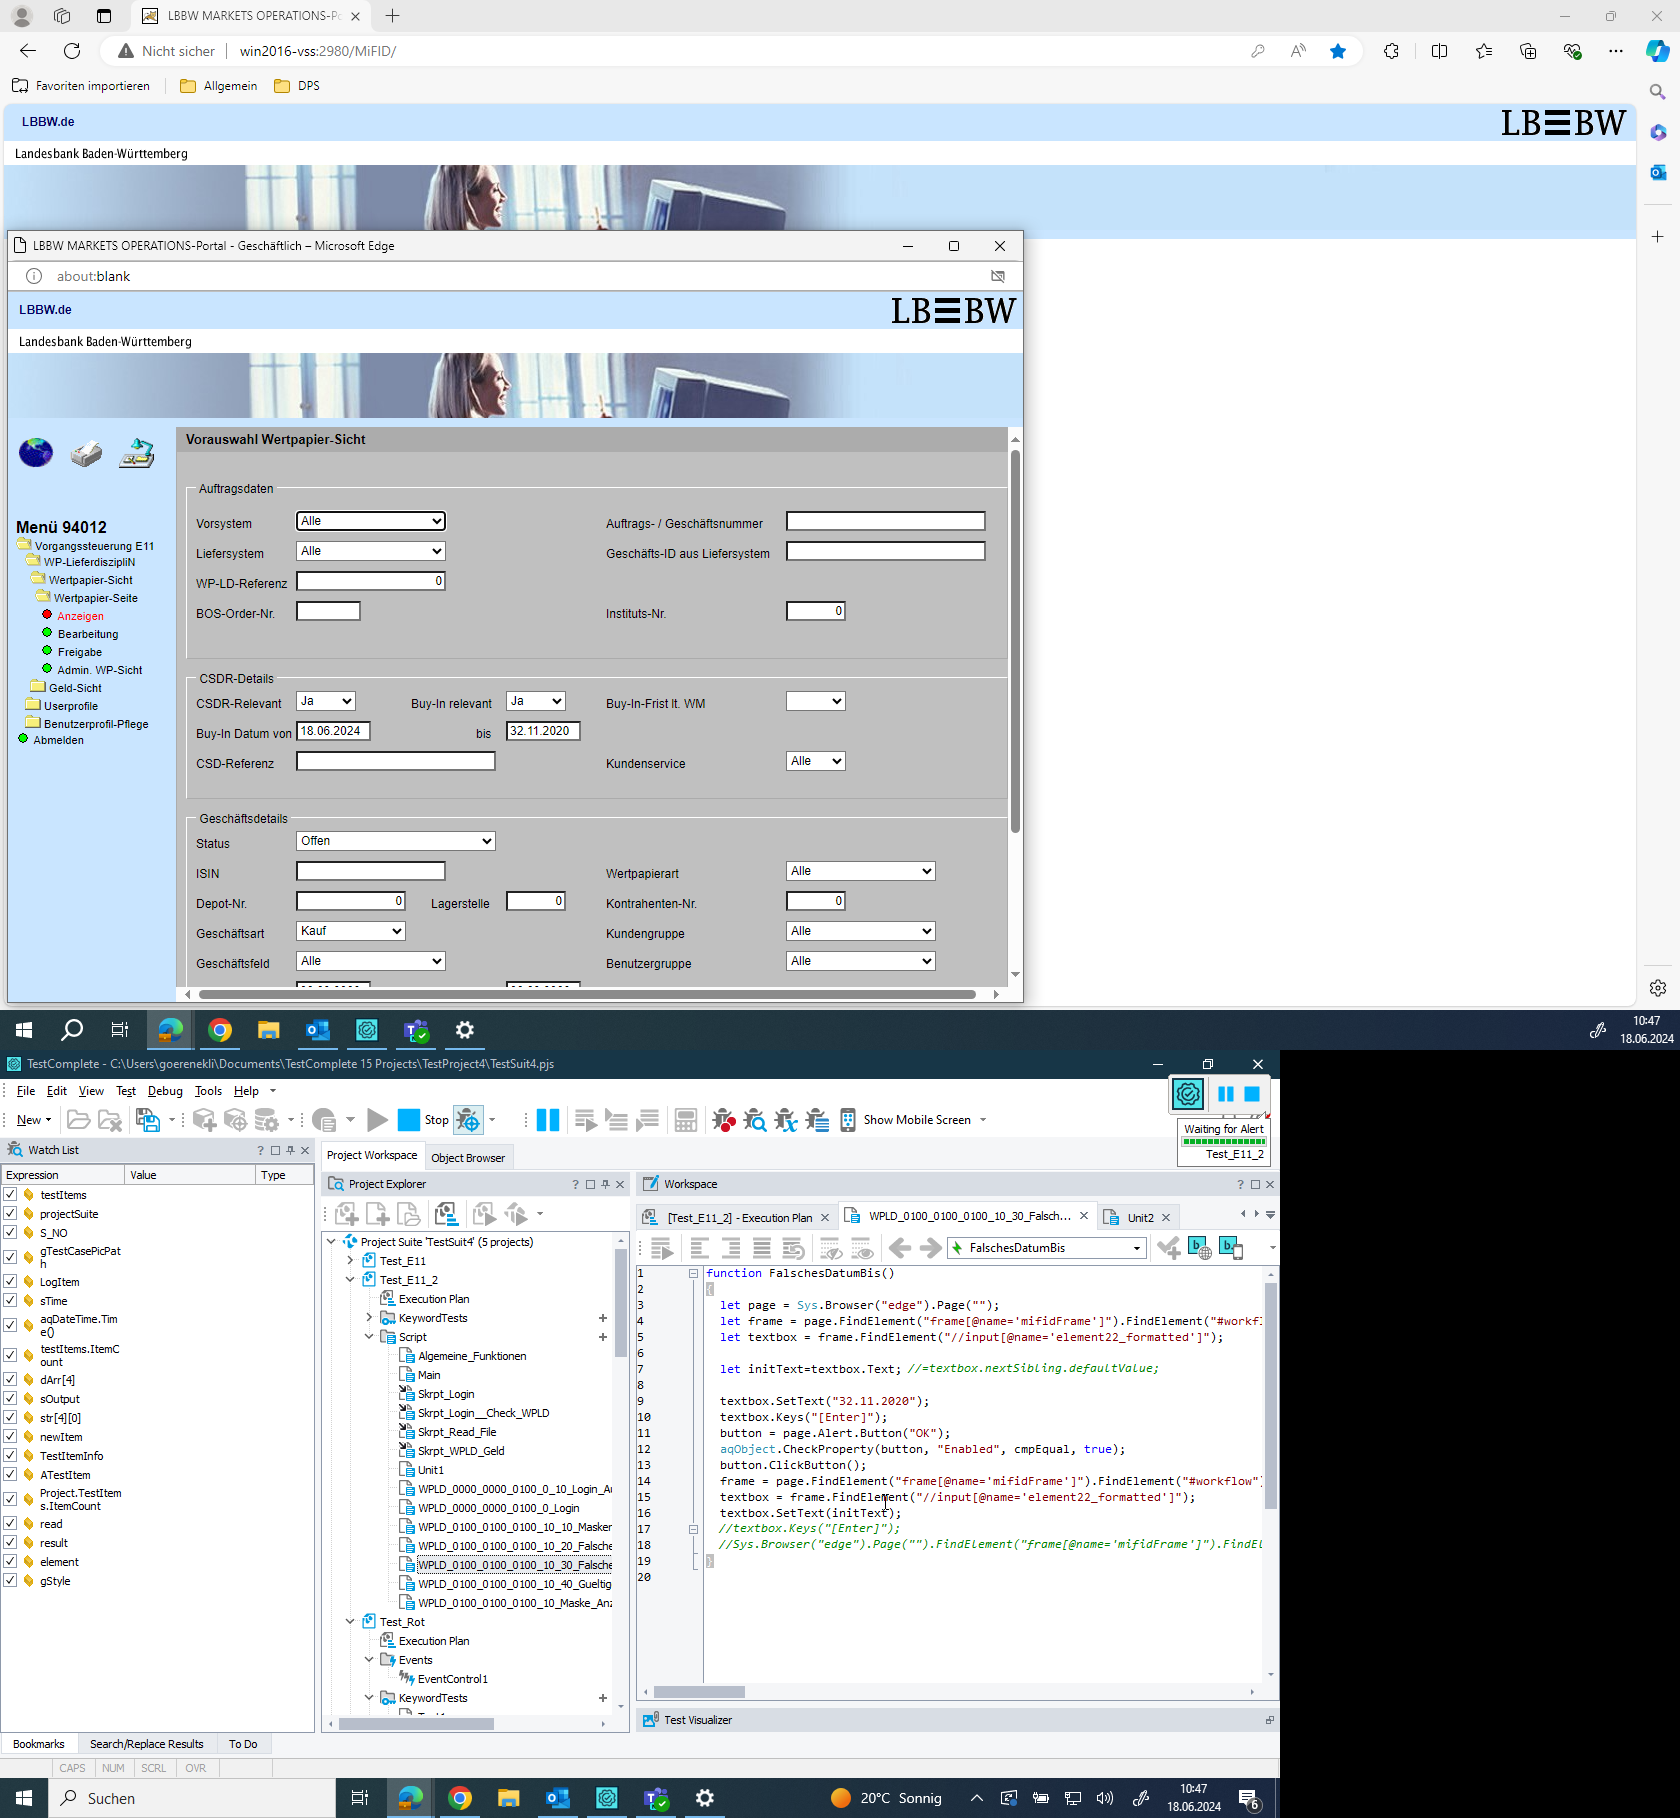 LBBW MARKETS OPERATIONS-Po
Nicht sicher
win2016-vss:2980/MiFID/
Favoriten importieren
Allgemein
DPS
LBBW.de
LB≡BW
Landesbank Baden-Württemberg
LBBW MARKETS OPERATIONS-Portal - Geschäftlich – Microsoft Edge
about:blank
LBBW.de
LB≡BW
Landesbank Baden-Württemberg
Menü 94012
Vorgangssteuerung E11
WP-LieferdisziplIN
Wertpapier-Sicht
Wertpapier-Seite
Anzeigen
Bearbeitung
Freigabe
Admin. WP-Sicht
Geld-Sicht
Userprofile
Benutzerprofil-Pflege
Abmelden
Vorauswahl Wertpapier-Sicht
Auftragsdaten
Vorsystem Alle Auftrags- / Geschäftsnummer
Liefersystem Alle Geschäfts-ID aus Liefersystem
WP-LD-Referenz 0
BOS-Order-Nr. Instituts-Nr. 0
CSDR-Details
CSDR-Relevant Ja Buy-In relevant Ja Buy-In-Frist lt. WM
Buy-In Datum von 18.06.2024 bis 32.11.2020
CSD-Referenz Kundenservice Alle
Geschäftsdetails
Status Offen
ISIN Wertpapierart Alle
Depot-Nr. 0 Lagerstelle 0 Kontrahenten-Nr. 0
Geschäftsart Kauf Kundengruppe Alle
Geschäftsfeld Alle Benutzergruppe Alle
10:47
18.06.2024
TestComplete - C:\Users\goerenekli\Documents\TestComplete 15 Projects\TestProject4\TestSuit4.pjs
File Edit View Test Debug Tools Help
New Stop Show Mobile Screen
Waiting for Alert
Test_E11_2
Watch List
Expression Value Type
testItems
projectSuite
S_NO
gTestCasePicPat
h
LogItem
sTime
aqDateTime.Tim
e()
testItems.ItemC
ount
dArr[4]
sOutput
str[4][0]
newItem
TestItemInfo
ATestItem
Project.TestItem
s.ItemCount
read
result
element
gStyle
Project Workspace
Object Browser
Project Explorer
Project Suite 'TestSuit4' (5 projects)
Test_E11
Test_E11_2
Execution Plan
KeywordTests
Script
Algemeine_Funktionen
Main
Skrpt_Login
Skrpt_Login__Check_WPLD
Skrpt_Read_File
Skrpt_WPLD_Geld
Unit1
WPLD_0000_0000_0100_0_10_Login_Au
WPLD_0000_0000_0100_0_Login
WPLD_0100_0100_0100_10_10_Masken
WPLD_0100_0100_0100_10_20_Falsche
WPLD_0100_0100_0100_10_30_Falsche
WPLD_0100_0100_0100_10_40_Gueltig
WPLD_0100_0100_0100_10_Maske_Anz
Test_Rot
Execution Plan
Events
EventControl1
KeywordTests
Workspace
[Test_E11_2] - Execution Plan
WPLD_0100_0100_0100_10_30_Falsch...
Unit2
FalschesDatumBis
1 function FalschesDatumBis()
2 {
3 let page = Sys.Browser("edge").Page("");
4 let frame = page.FindElement("frame[@name='mifidFrame']").FindElement("#workf
5 let textbox = frame.FindElement("//input[@name='element22_formatted']");
6
7 let initText=textbox.Text; //=textbox.nextSibling.defaultValue;
8
9 textbox.SetText("32.11.2020");
10 textbox.Keys("[Enter]");
11 button = page.Alert.Button("OK");
12 aqObject.CheckProperty(button, "Enabled", cmpEqual, true);
13 button.ClickButton();
14 frame = page.FindElement("frame[@name='mifidFrame']").FindElement("#workflow")
15 textbox = frame.FindElement("//input[@name='element22_formatted']");
16 textbox.SetText(initText);
17 //textbox.Keys("[Enter]");
18 //Sys.Browser("edge").Page("").FindElement("frame[@name='mifidFrame']").FindEl
19 }
20
Test Visualizer
Bookmarks Search/Replace Results To Do
CAPS NUM SCRL OVR
Suchen
20°C Sonnig
10:47
18.06.2024
6